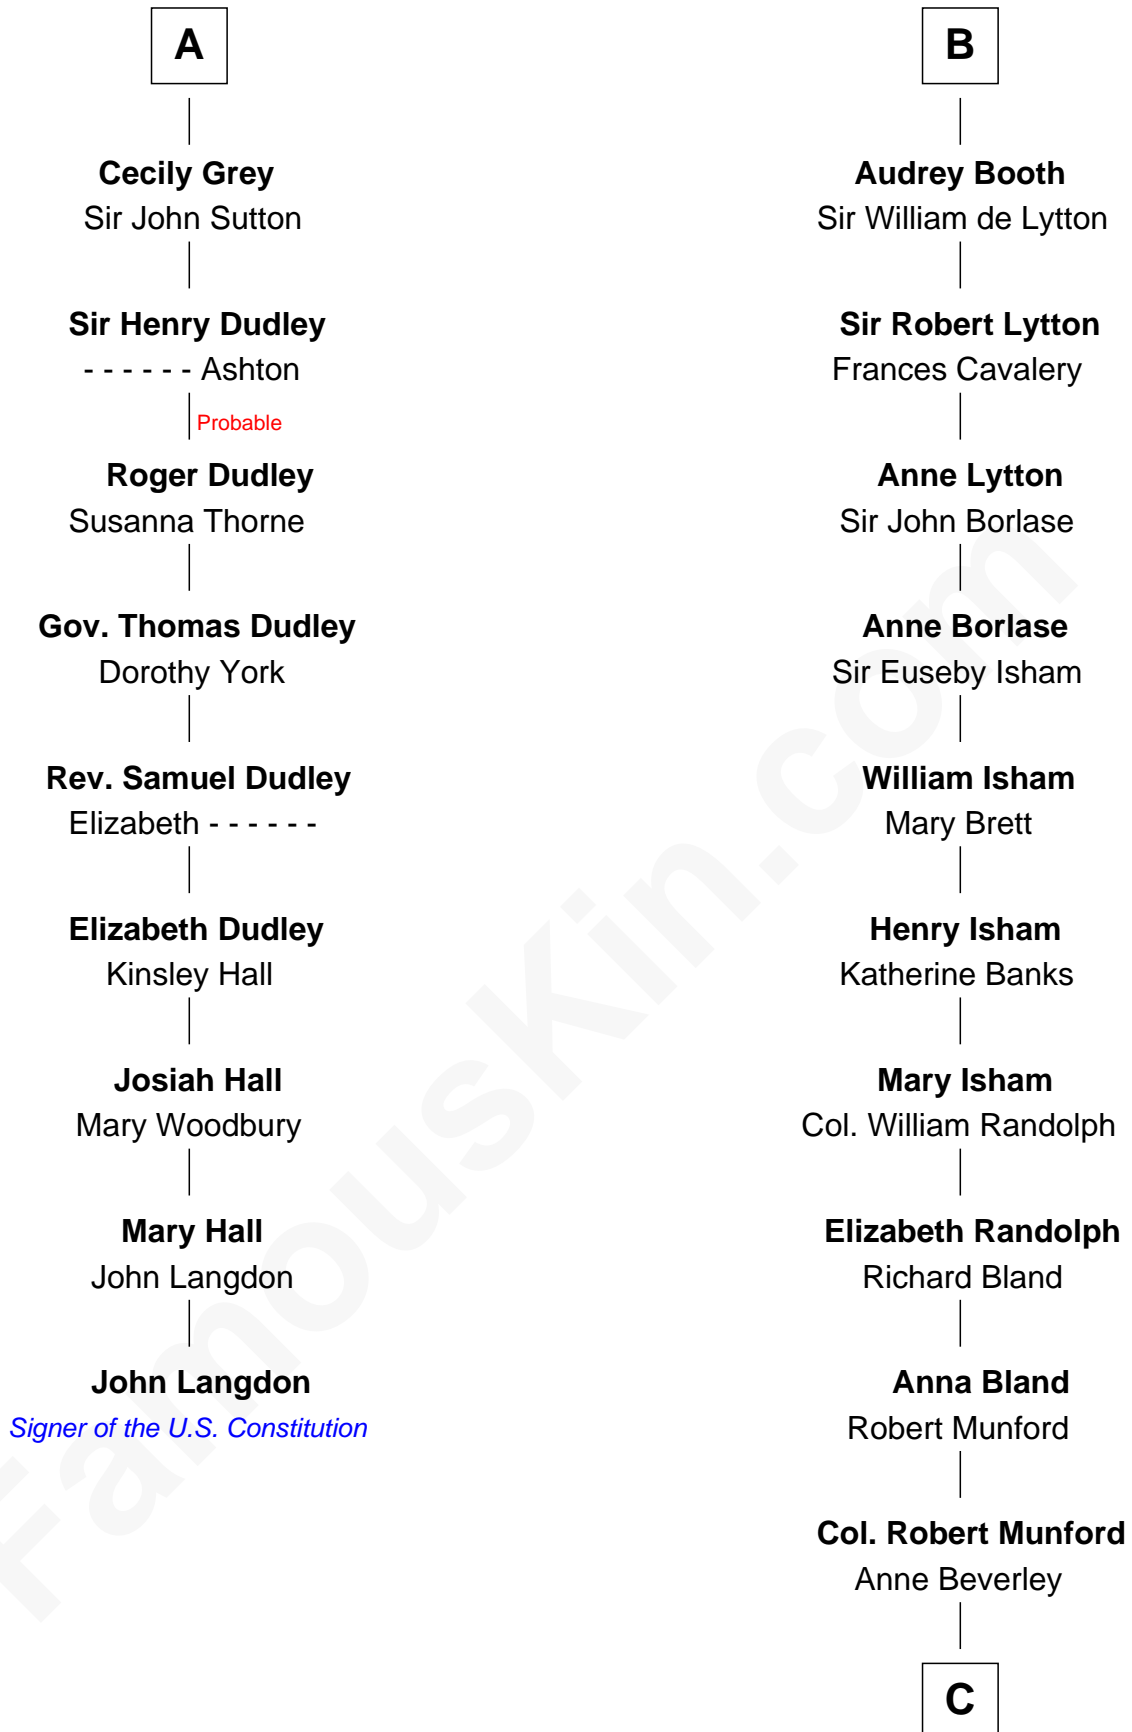 A
Cecily Grey
Sir John Sutton
Sir Henry Dudley
- - - - - - Ashton
Probable
Roger Dudley
Susanna Thorne
Gov. Thomas Dudley
Dorothy York
Rev. Samuel Dudley
Elizabeth - - - - - -
Elizabeth Dudley
Kinsley Hall
Josiah Hall
Mary Woodbury
Mary Hall
John Langdon
John Langdon
Signer of the U.S. Constitution
B
Audrey Booth
Sir William de Lytton
Sir Robert Lytton
Frances Cavalery
Anne Lytton
Sir John Borlase
Anne Borlase
Sir Euseby Isham
William Isham
Mary Brett
Henry Isham
Katherine Banks
Mary Isham
Col. William Randolph
Elizabeth Randolph
Richard Bland
Anna Bland
Robert Munford
Col. Robert Munford
Anne Beverley
C
FamousKin.com